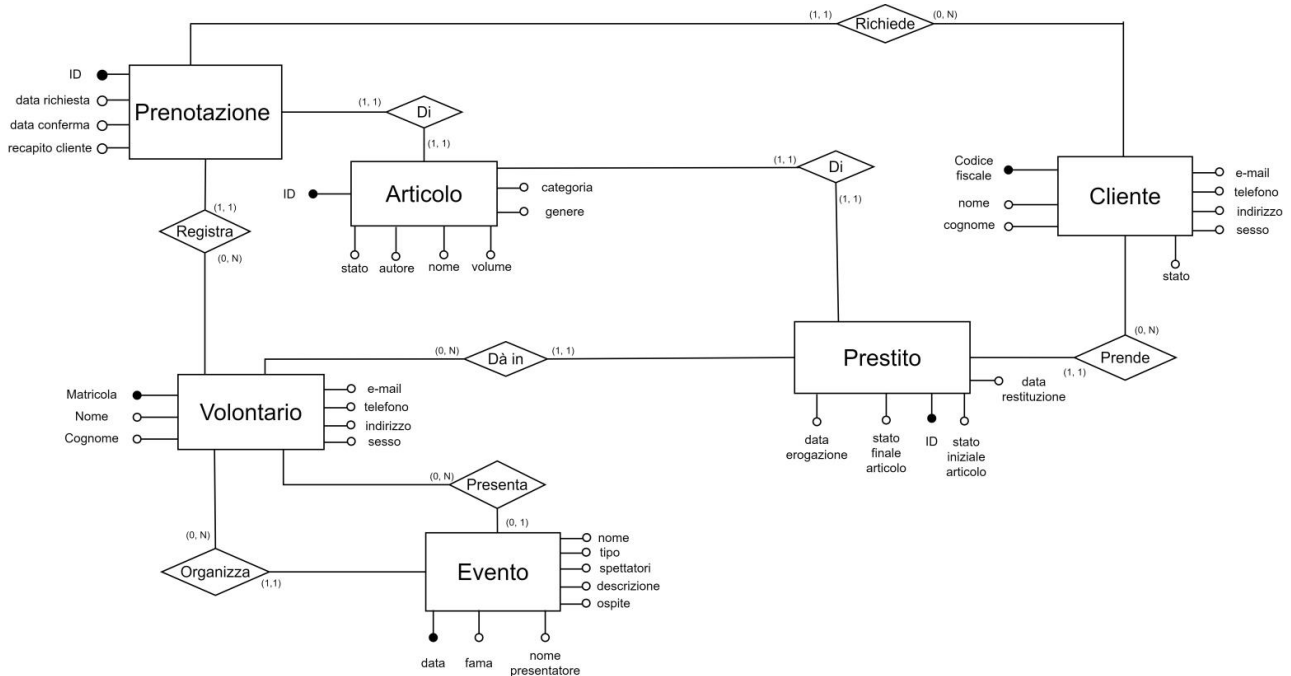 (1, 1)
Richiede
(0, N)
ID
data richiesta
data conferma
recapito cliente
Prenotazione
(1, 1)
Di
(1, 1)
ID
Articolo
categoria
genere
stato
autore
nome
volume
(1, 1)
Di
(1, 1)
Codice
fiscale
nome
cognome
Cliente
e-mail
telefono
indirizzo
sesso
stato
(1, 1)
Registra
(0, N)
(0, N)
Dà in
(1, 1)
Prestito
(0, N)
Prende
(1, 1)
data
restituzione
data
erogazione
stato
finale
articolo
ID
stato
iniziale
articolo
Matricola
Nome
Cognome
Volontario
e-mail
telefono
indirizzo
sesso
(0, N)
Presenta
(0, 1)
(0, N)
Organizza
(1,1)
Evento
nome
tipo
spettatori
descrizione
ospite
data
fama
nome
presentatore